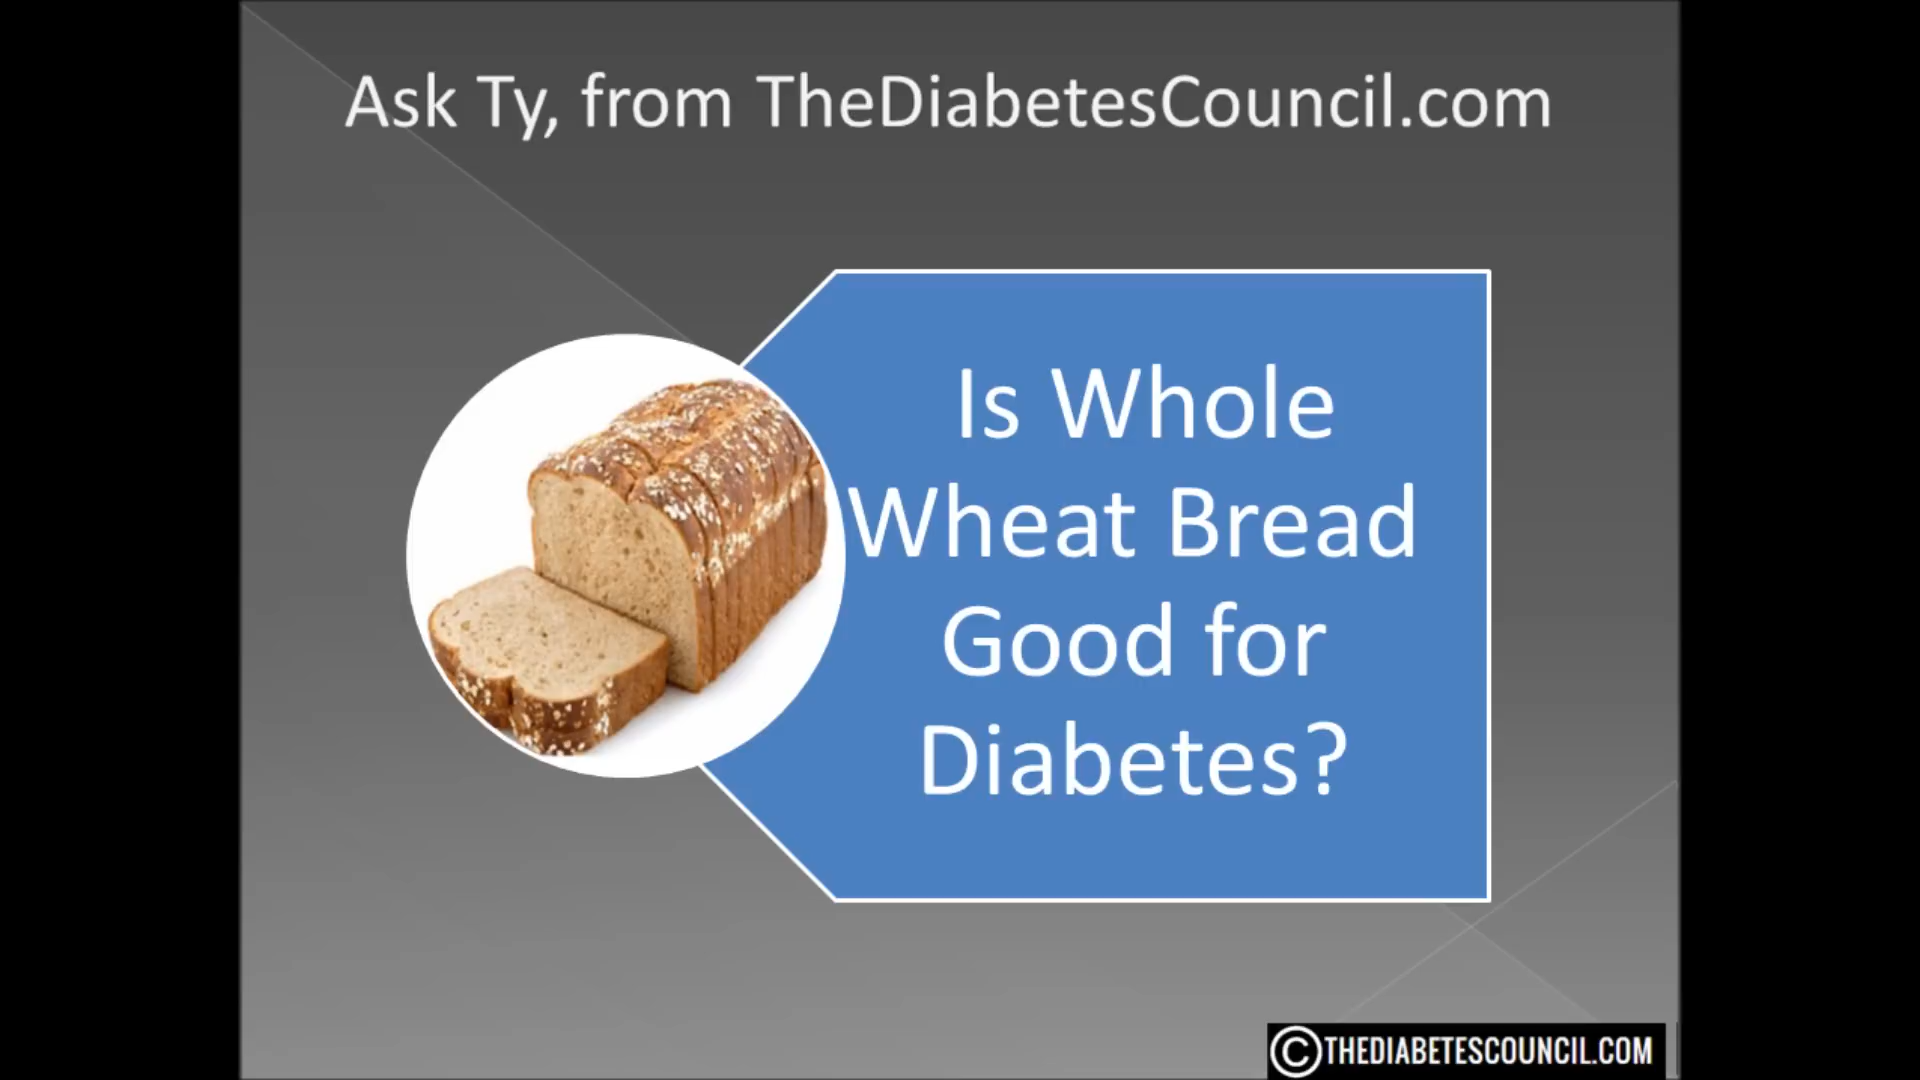 Ask Ty, from TheDiabetesCouncil.com
Is Whole
Wheat Bread
Good for
Diabetes?
©THEDIABETESCOUNCIL.COM